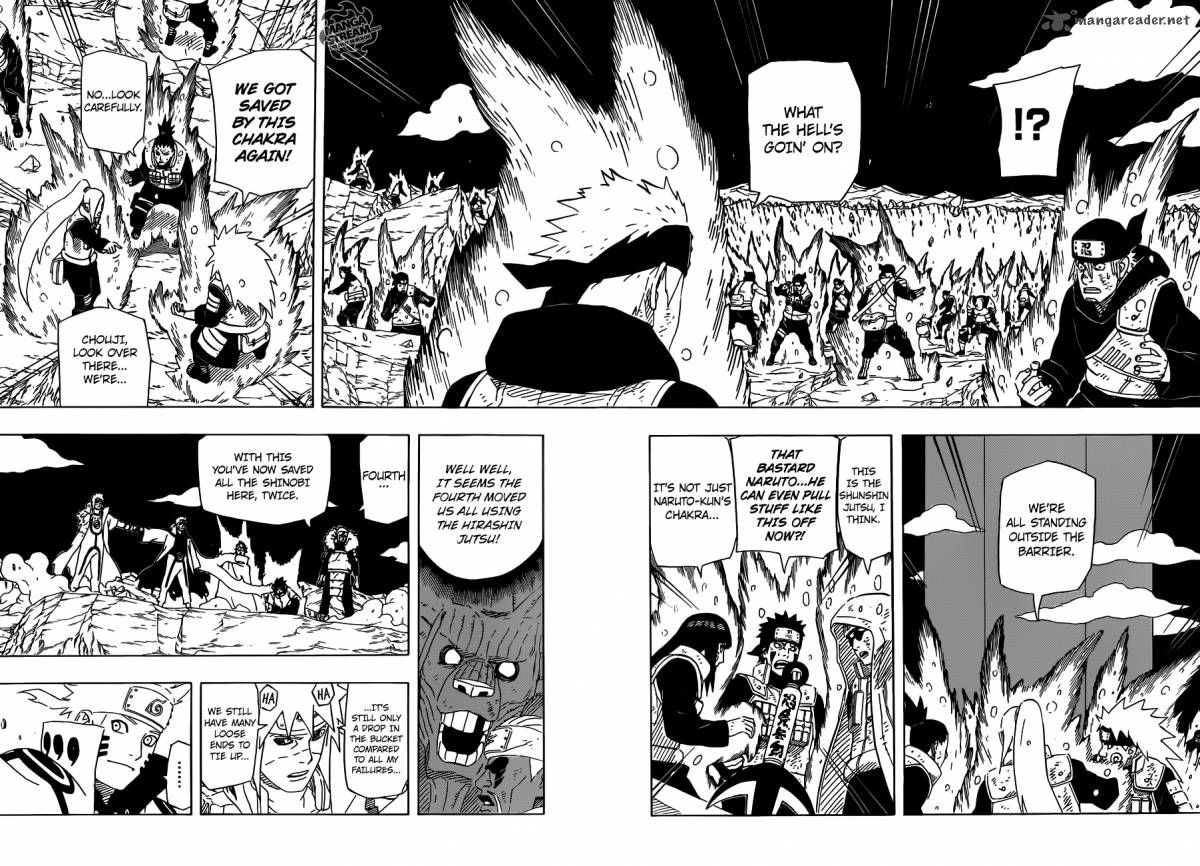 mangareader.net
MANGA
STREAM
!?
WHAT
THE HELL'S
GOIN' ON?
WE GOT
SAVED
BY THIS
CHAKRA
AGAIN!
NO...LOOK
CAREFULLY.
CHOUJI,
LOOK OVER
THERE...
WE'RE...
WE'RE
ALL STANDING
OUTSIDE THE
BARRIER.
THIS IS
THE
SHUNSHIN
JUTSU, I
THINK.
THAT
BASTARD
NARUTO...HE
CAN EVEN PULL
STUFF LIKE
THIS OFF
NOW?!
IT'S NOT JUST
NARUTO-KUN'S
CHAKRA...
WELL WELL,
IT SEEMS THE
FOURTH MOVED
US ALL USING
THE HIRASHIN
JUTSU!
FOURTH
...
WITH THIS
YOU'VE NOW SAVED
ALL THE SHINOBI
HERE, TWICE.
...IT'S
STILL ONLY
A DROP IN
THE BUCKET
COMPARED
TO ALL MY
FAILURES...
HA
HA
WE STILL
HAVE MANY
LOOSE
ENDS TO
TIE UP...
.........